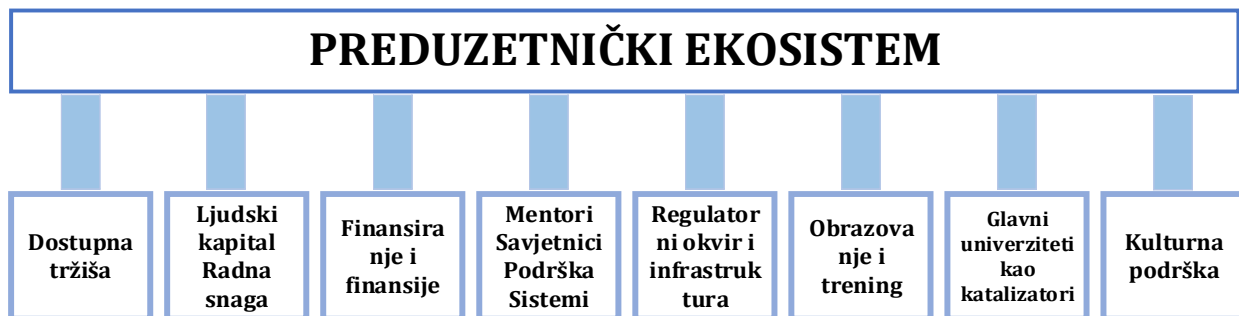 PREDUZETNIČKI EKOSISTEM
Dostupna
tržiša
Ljudski
kapital
Radna
snaga
Finansira
nje i
finansije
Mentori
Savjetnici
Podrška
Sistemi
Regulator
ni okvir i
infrastruk
tura
Obrazova
nje i
trening
Glavni
univerziteti
kao
katalizatori
Kulturna
podrška